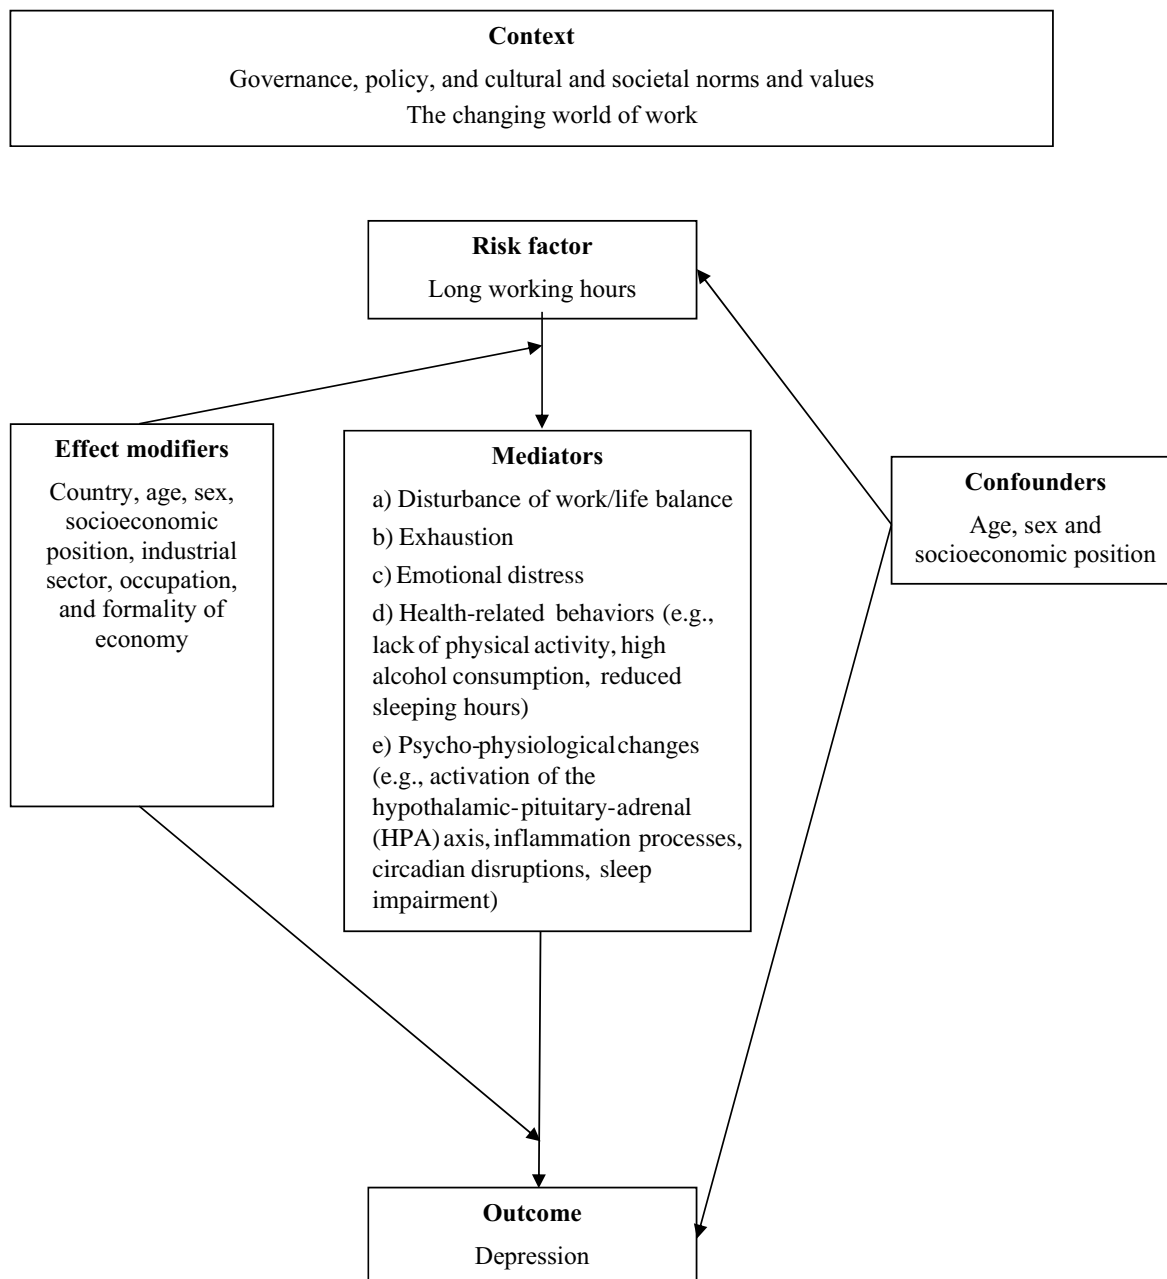 Context
Governance, policy, and cultural and societal norms and values
The changing world of work
Risk factor
Long working hours
Effect modifiers
Country, age, sex,
socioeconomic
position, industrial
sector, occupation,
and formality of
economy
Mediators
a) Disturbance of work/life balance
b) Exhaustion
c) Emotional distress
d) Health-related behaviors (e.g.,
lack of physical activity, high
alcohol consumption, reduced
sleeping hours)
e) Psycho-physiological changes
(e.g., activation of the
hypothalamic-pituitary-adrenal
(HPA) axis, inflammation processes,
circadian disruptions, sleep
impairment)
Confounders
Age, sex and
socioeconomic position
Outcome
Depression